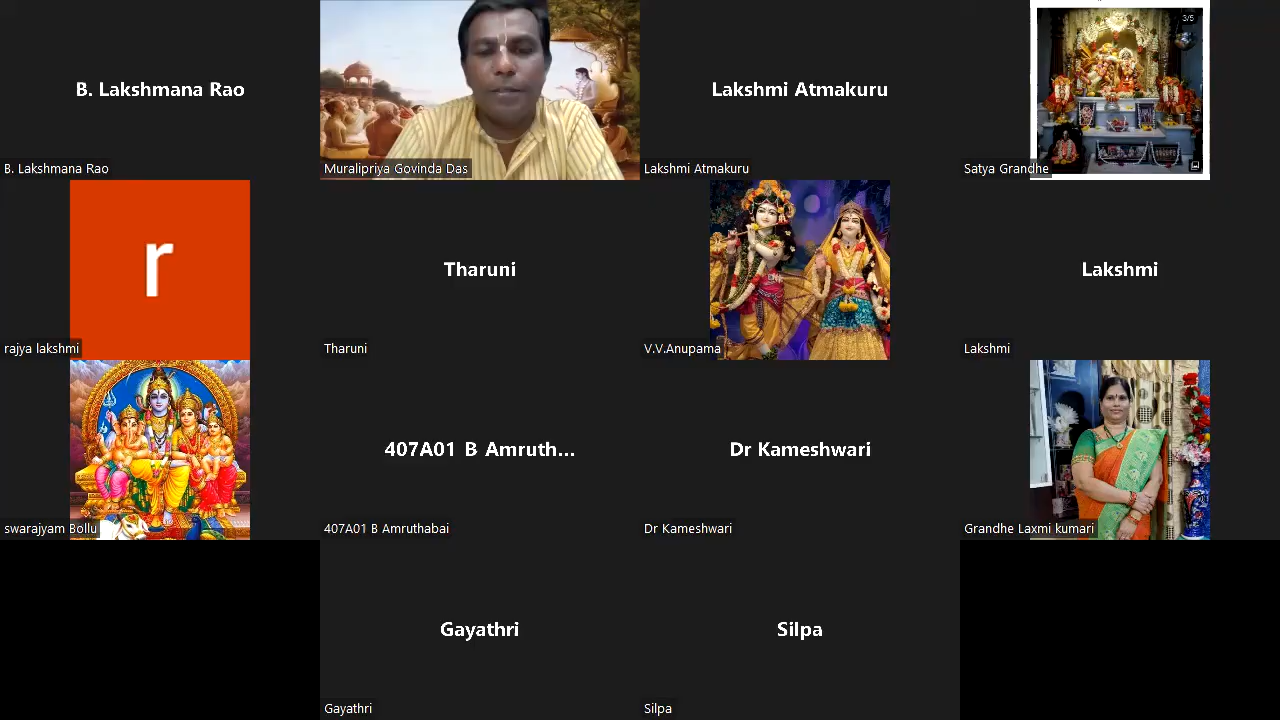 B. Lakshmana Rao
B. Lakshmana Rao
Muralipriya Govinda Das
Lakshmi Atmakuru
Lakshmi Atmakuru
3/5
Satya Grandhe
r
rajya lakshmi
Tharuni
Tharuni
V.V.Anupama
Lakshmi
Lakshmi
swarajyam Bollu
407A01 B Amruth...
407A01 B Amruthabai
Dr Kameshwari
Dr Kameshwari
Grandhe Laxmi kumari
Gayathri
Gayathri
Silpa
Silpa